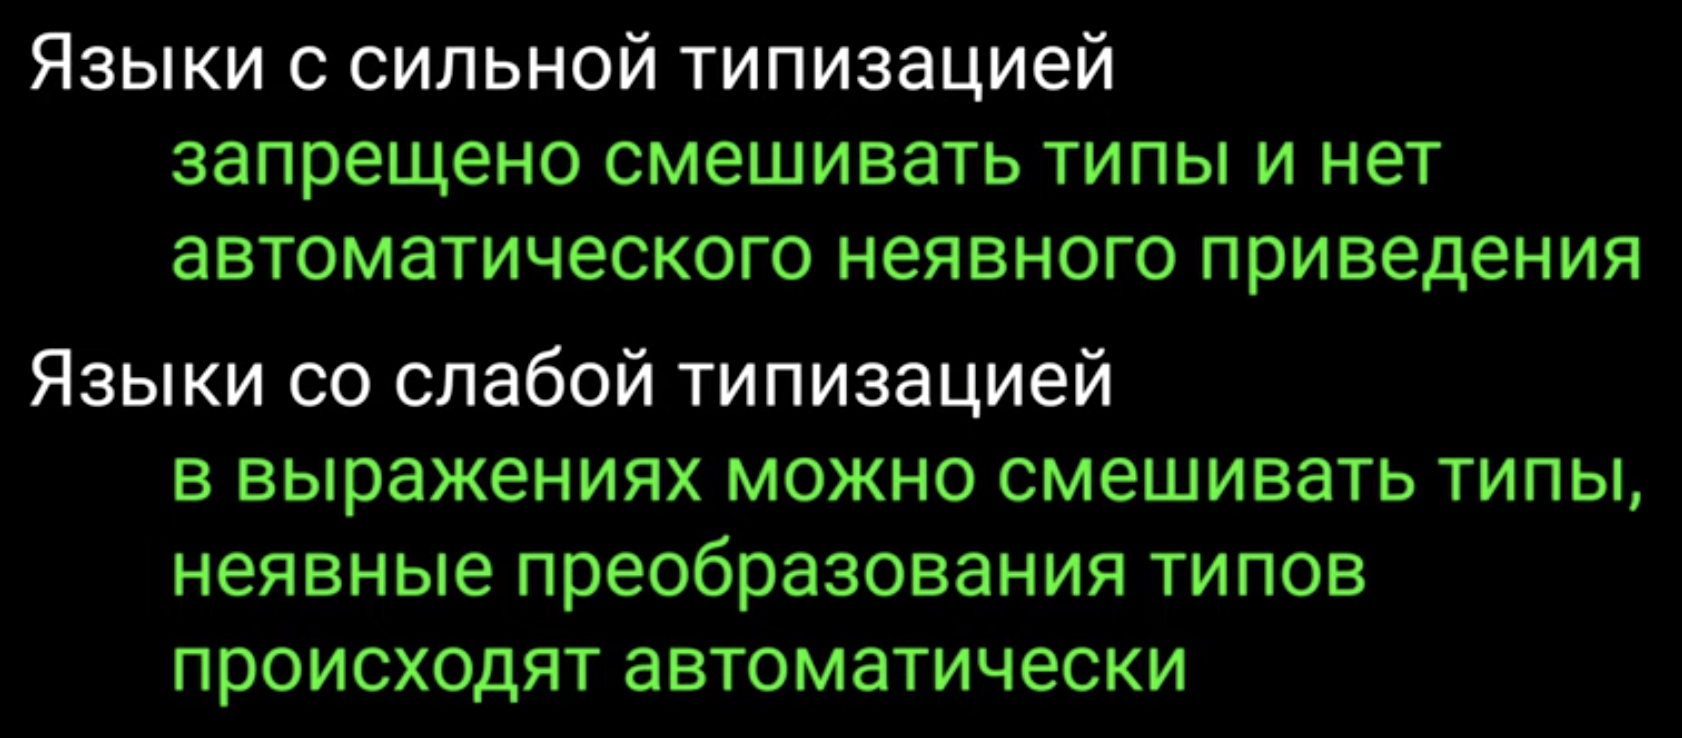 Языки с сильной типизацией
запрещено смешивать типы и нет
автоматического неявного приведения
Языки со слабой типизацией
в выражениях можно смешивать типы,
неявные преобразования типов
происходят автоматически